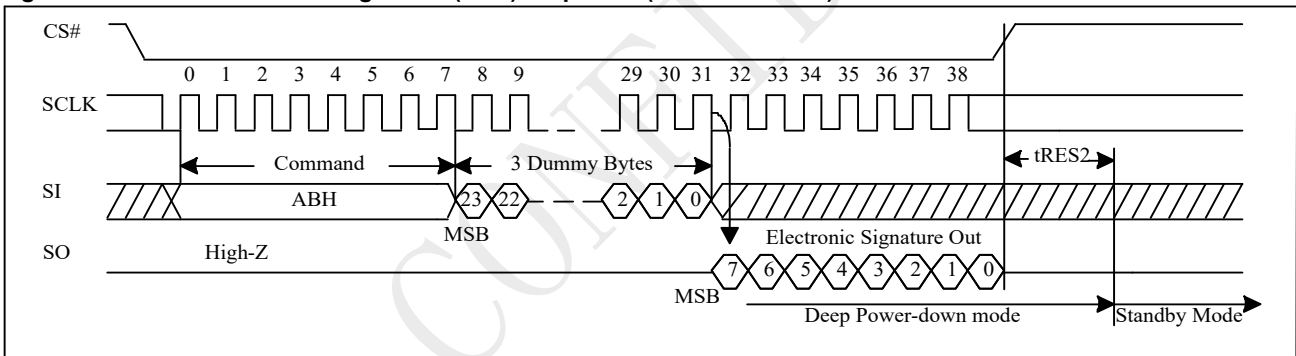 CS#
0 1 2 3 4 5 6 7 8 9 29 30 31 32 33 34 35 36 37 38
SCLK
Command 3 Dummy Bytes tRES2
SI ABH 23 22 2 1 0
MSB
SO High-Z Electronic Signature Out
7 6 5 4 3 2 1 0
MSB
Deep Power-down mode Standby Mode